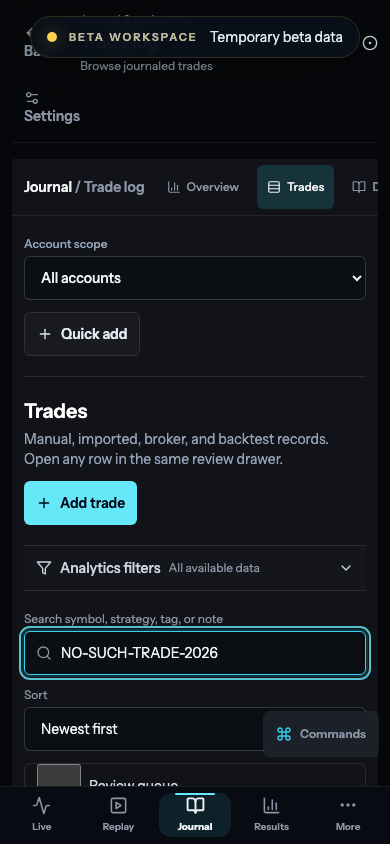 BETA WORKSPACE Temporary beta data
Browse journaled trades
Settings
Journal / Trade log Overview Trades
Account scope
All accounts
Quick add
Trades
Manual, imported, broker, and backtest records.
Open any row in the same review drawer.
Add trade
Analytics filters All available data
Search symbol, strategy, tag, or note
NO-SUCH-TRADE-2026
Sort
Newest first
Commands
Review queue
Live Replay Journal Results More